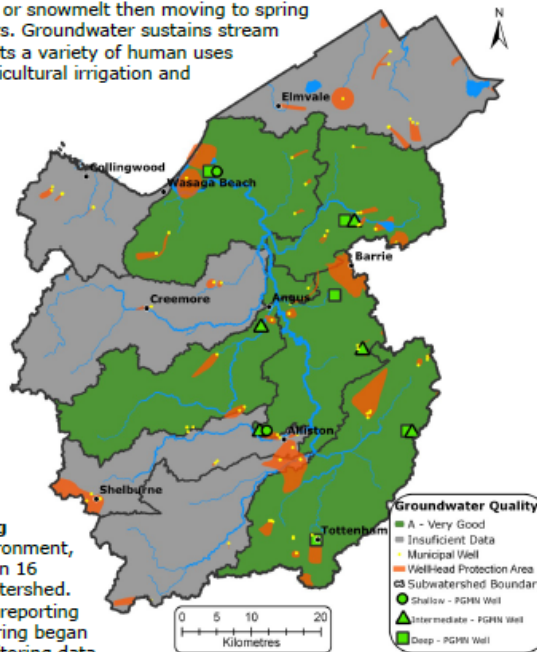 or snowmelt then moving to spring
rs. Groundwater sustains stream
ts a variety of human uses
icultural irrigation and
N
Elmvale
Collingwood
Wasaga Beach
Barrie
Creemore
Angus
Alliston
Shelburne
Tottenham
g
ronment,
n 16
tershed.
reporting
ring began
tering data
0 5 10 20
Kilometres
Groundwater Quality
A - Very Good
Insuficient Data
Municipal Well
WellHead Protection Area
Subwatershed Boundar
Shallow - PGMN Well
Intermediate - PGMN Well
Deep - PGMN Well